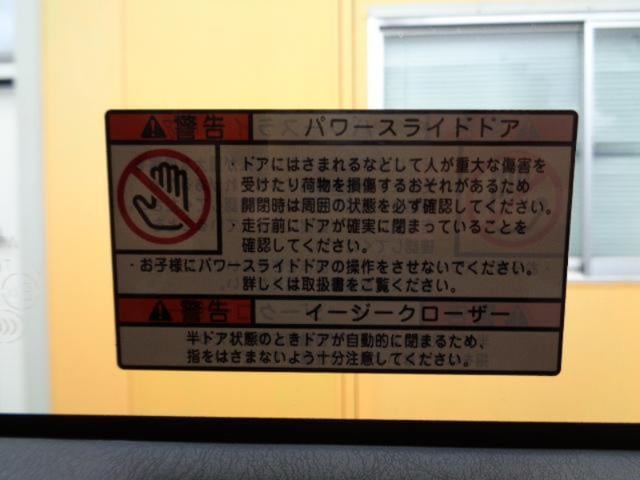 警告 パワースライドドア
・ドアにはさまれるなどして人が重大な傷害を
受けたり荷物を損傷するおそれがあるため
開閉時は周囲の状態を必ず確認してください。
・走行前にドアが確実に閉まっていることを
確認してください。
・お子様にパワースライドドアの操作をさせないでください。
詳しくは取扱書をご覧ください。
警告 イージークローザー
半ドア状態のときドアが自動的に閉まるため、
指をはさまないよう十分注意してください。